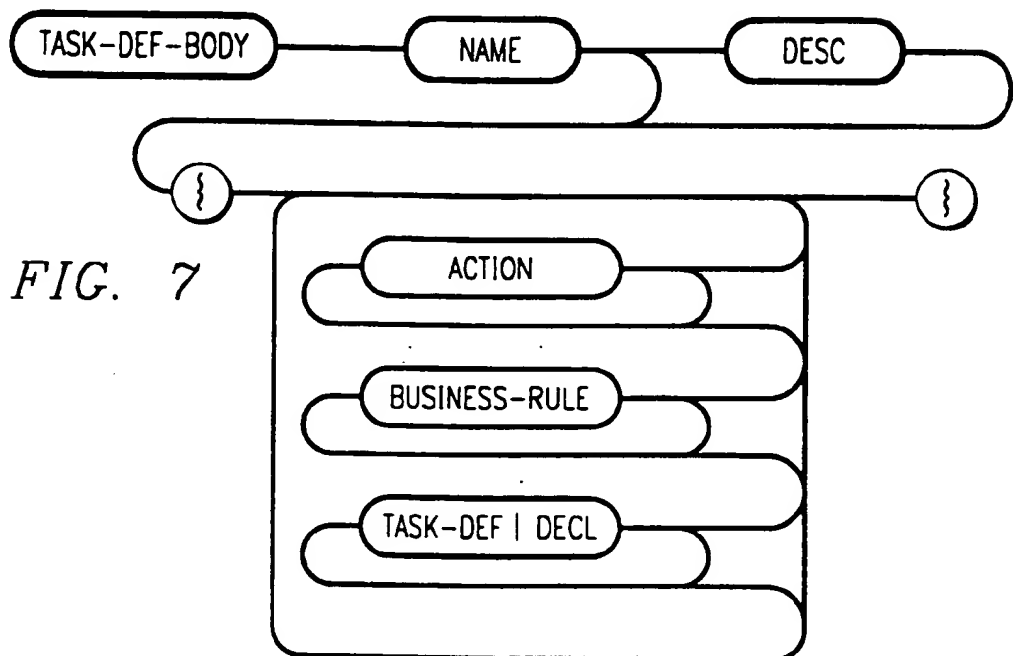 TASK-DEF-BODY NAME DESC
{ }
FIG. 7
ACTION
BUSINESS-RULE
TASK-DEF | DECL